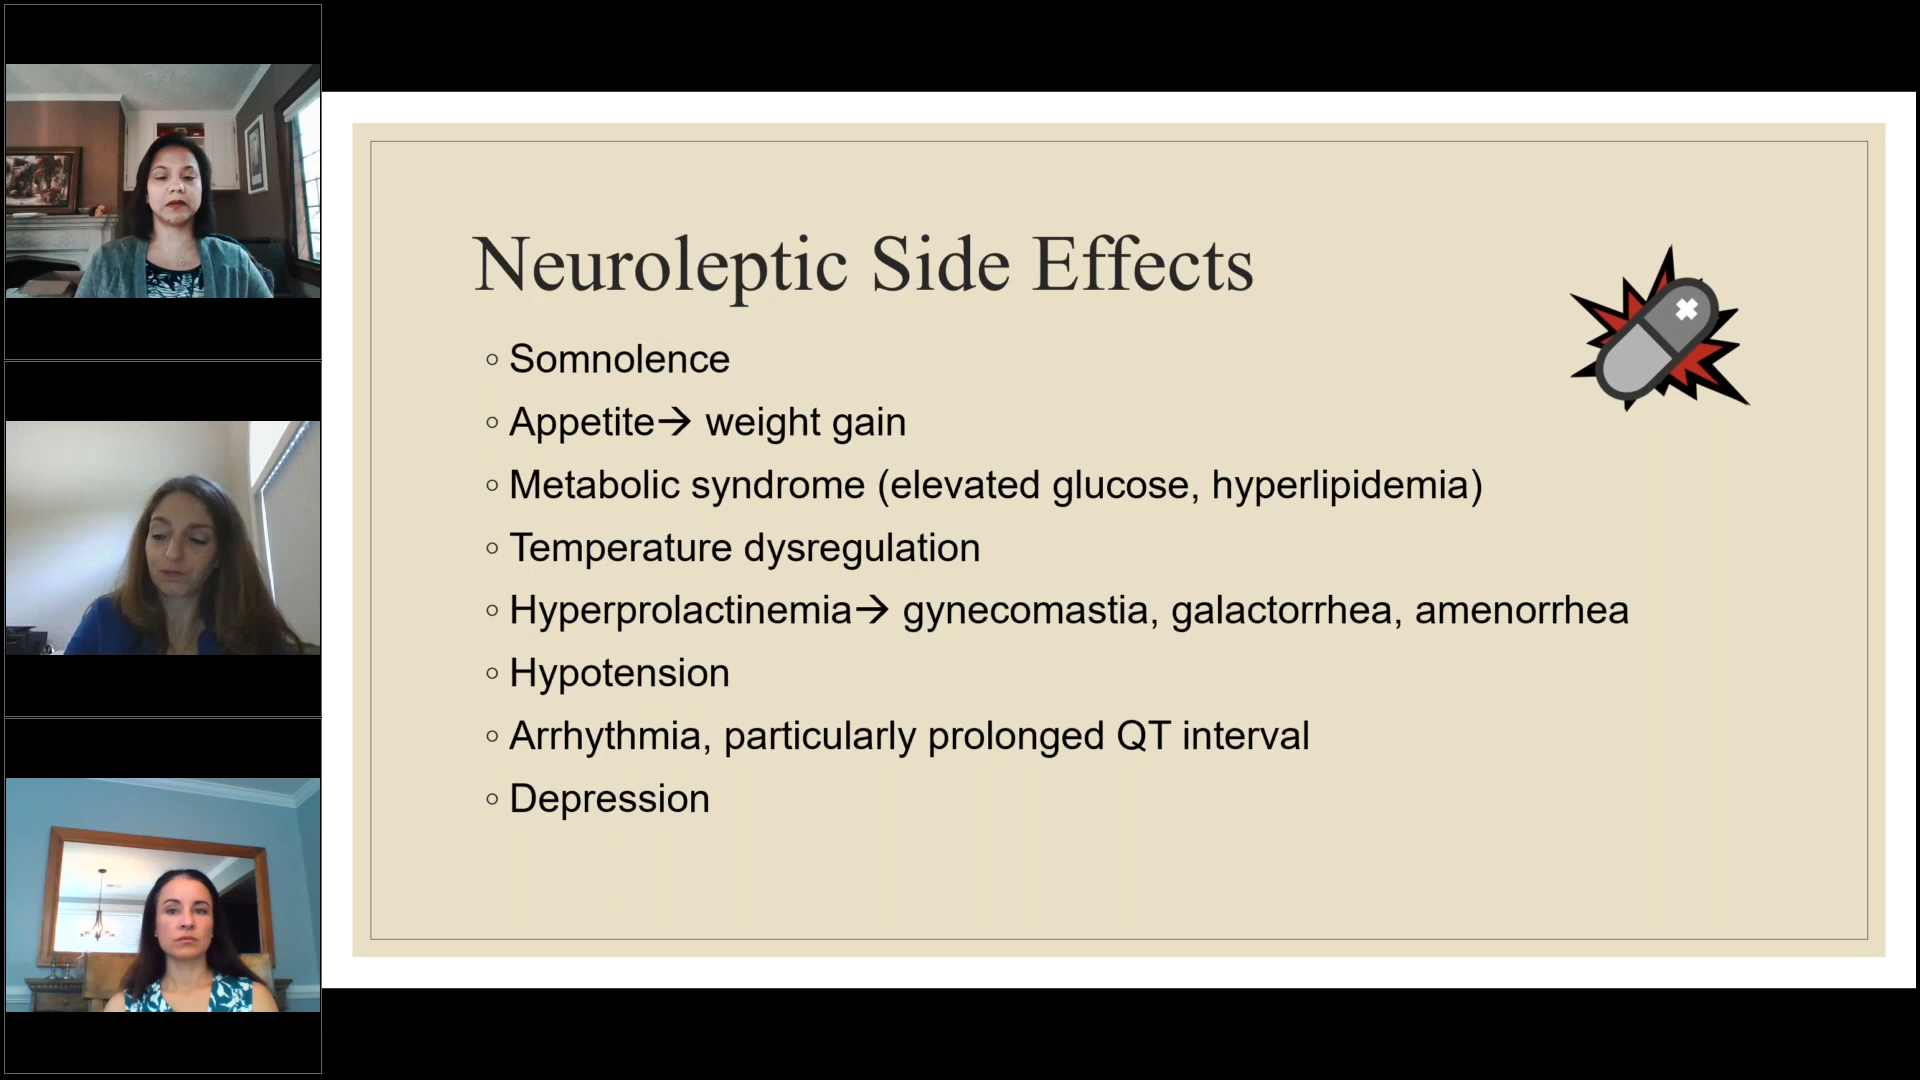 Neuroleptic Side Effects
◦ Somnolence
◦ Appetite→ weight gain
◦ Metabolic syndrome (elevated glucose, hyperlipidemia)
◦ Temperature dysregulation
◦ Hyperprolactinemia→ gynecomastia, galactorrhea, amenorrhea
◦ Hypotension
◦ Arrhythmia, particularly prolonged QT interval
◦ Depression